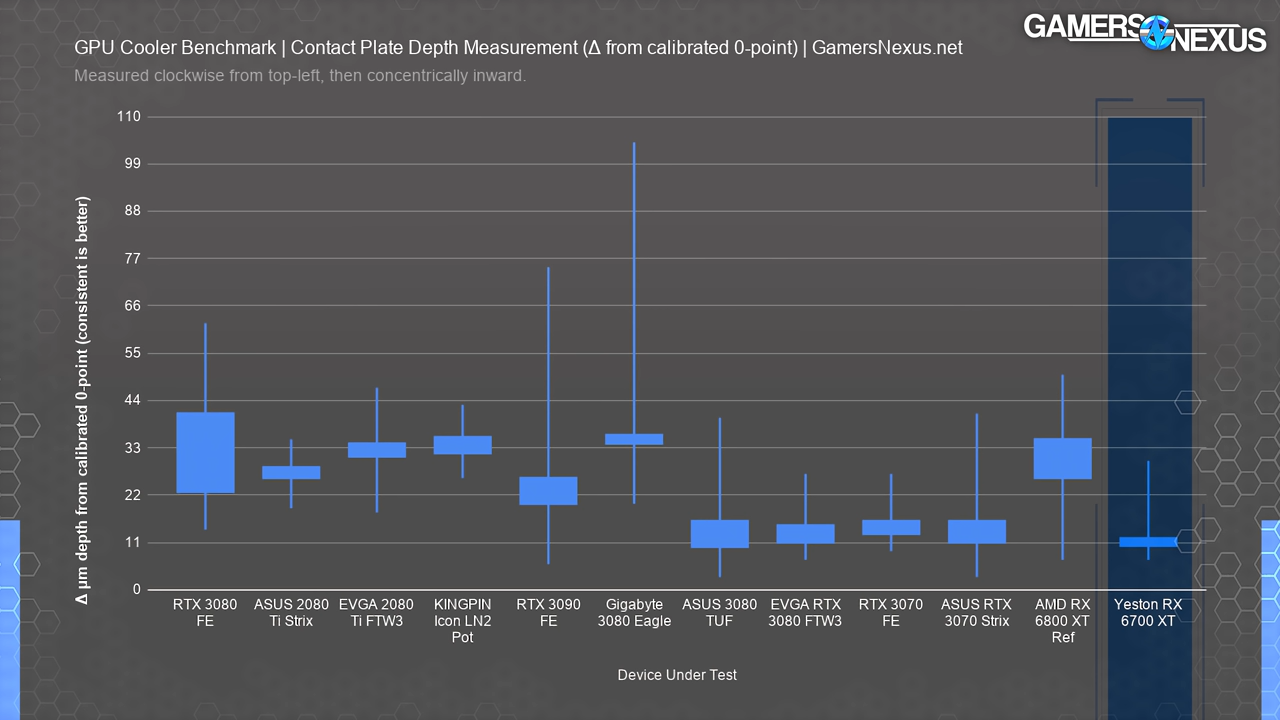 GAMERS NEXUS
GPU Cooler Benchmark | Contact Plate Depth Measurement (Δ from calibrated 0-point) | GamersNexus.net
Measured clockwise from top-left, then concentrically inward.
Δ µm depth from calibrated 0-point (consistent is better)
110
99
88
77
66
55
44
33
22
11
0
RTX 3080
FE
ASUS 2080
Ti Strix
EVGA 2080
Ti FTW3
KINGPIN
Icon LN2
Pot
RTX 3090
FE
Gigabyte
3080 Eagle
ASUS 3080
TUF
EVGA RTX
3080 FTW3
RTX 3070
FE
ASUS RTX
3070 Strix
AMD RX
6800 XT
Ref
Yeston RX
6700 XT
Device Under Test